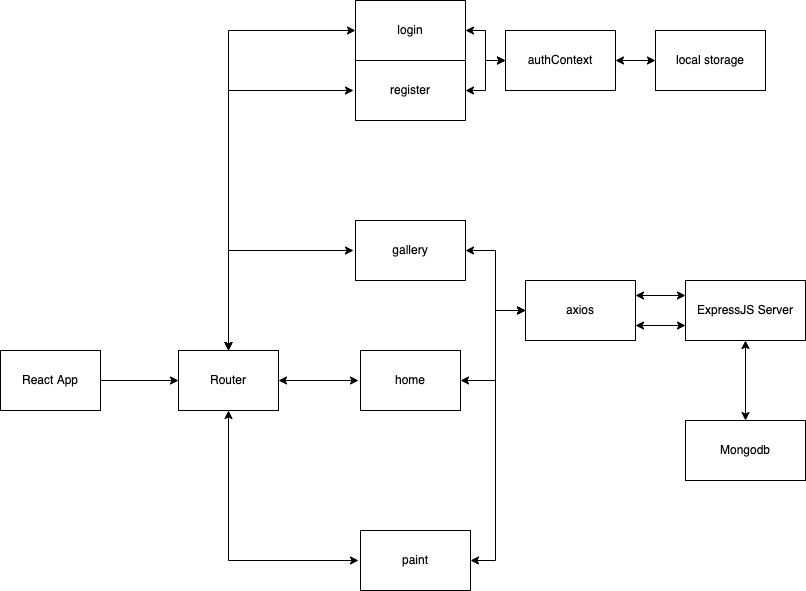 login
register
authContext
local storage
gallery
axios
ExpressJS Server
React App
Router
home
Mongodb
paint